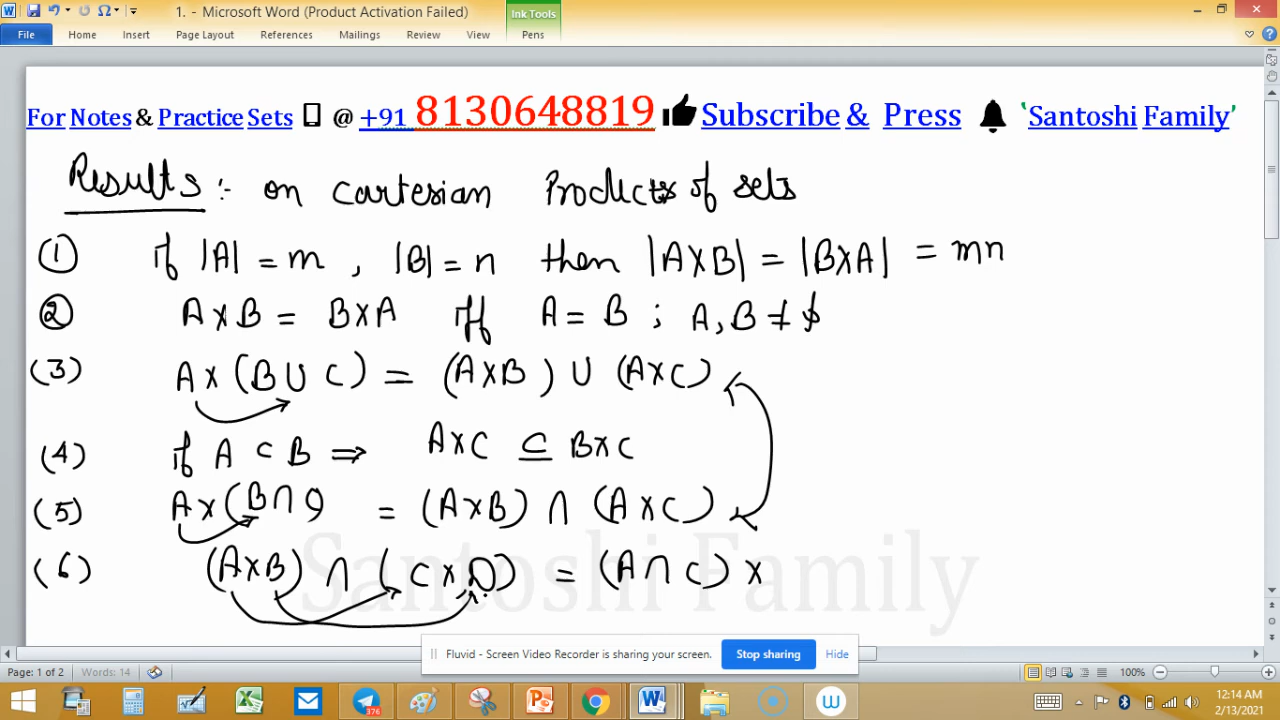 1. - Microsoft Word (Product Activation Failed)
Ink Tools
File Home Insert Page Layout References Mailings Review View Pens
For Notes & Practice Sets @ +91 8130648819 Subscribe & Press 'Santoshi Family'
Results :- on Cartesian Products of sets
① if |A| = m , |B| = n then |A×B| = |B×A| = mn
② A×B = B×A iff A = B ; A, B ≠ ϕ
(3) A×(B∪C) = (A×B) ∪ (A×C)
(4) if A ⊂ B ⇒ A×C ⊆ B×C
(5) A×(B∩C) = (A×B) ∩ (A×C)
(6) (A×B) ∩ (C×D) = (A∩C) ×
Santoshi Family
Fluvid - Screen Video Recorder is sharing your screen. Stop sharing Hide
Page: 1 of 2 Words: 14 100%
376
12:14 AM
2/13/2021